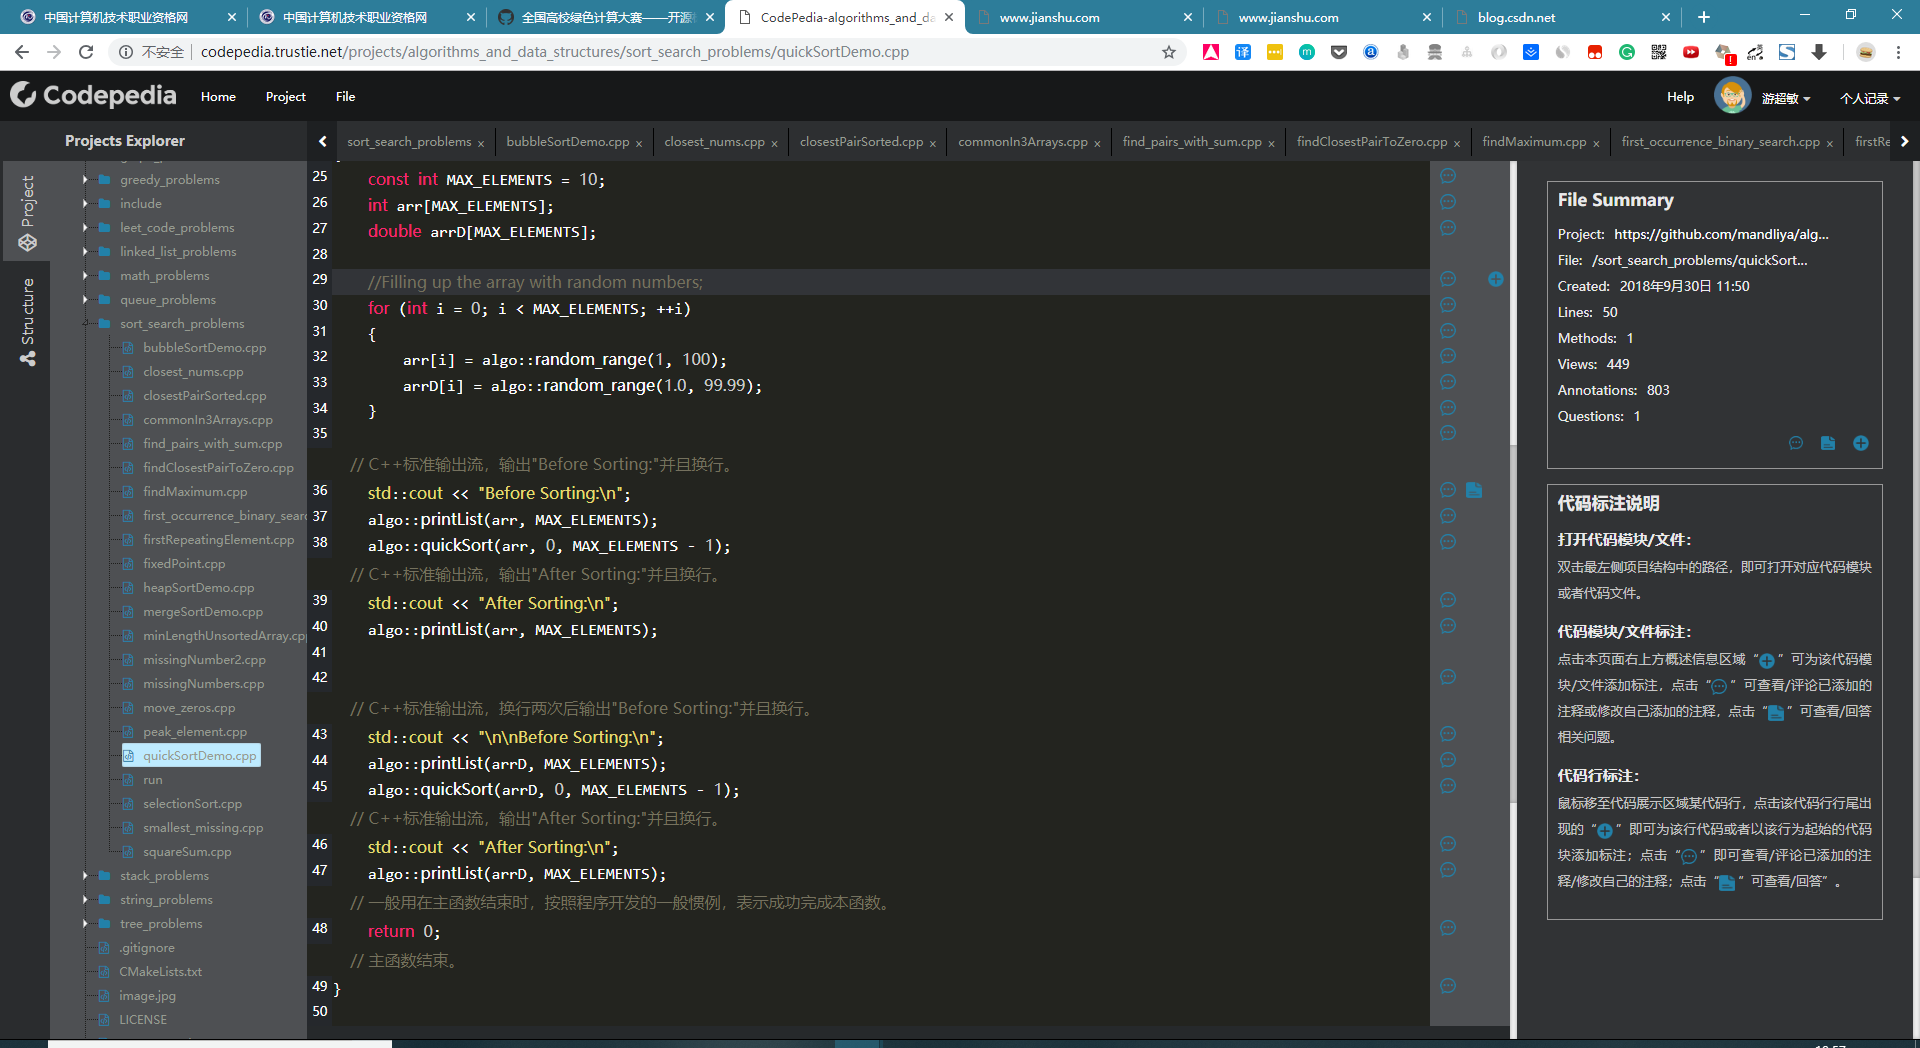 中国计算机技术职业资格网
中国计算机技术职业资格网
全国高校绿色计算大赛——开源
CodePedia-algorithms_and_da
www.jianshu.com
www.jianshu.com
blog.csdn.net
不安全
codepedia.trustie.net/projects/algorithms_and_data_structures/sort_search_problems/quickSortDemo.cpp
Codepedia
Home
Project
File
Help
游超敏
个人记录
Projects Explorer
sort_search_problems ×
bubbleSortDemo.cpp ×
closest_nums.cpp ×
closestPairSorted.cpp ×
commonIn3Arrays.cpp ×
find_pairs_with_sum.cpp ×
findClosestPairToZero.cpp ×
findMaximum.cpp ×
first_occurrence_binary_search.cpp ×
firstRe
Project
Structure
greedy_problems
include
leet_code_problems
linked_list_problems
math_problems
queue_problems
sort_search_problems
bubbleSortDemo.cpp
closest_nums.cpp
closestPairSorted.cpp
commonIn3Arrays.cpp
find_pairs_with_sum.cpp
findClosestPairToZero.cpp
findMaximum.cpp
first_occurrence_binary_searc
firstRepeatingElement.cpp
fixedPoint.cpp
heapSortDemo.cpp
mergeSortDemo.cpp
minLengthUnsortedArray.cp
missingNumber2.cpp
missingNumbers.cpp
move_zeros.cpp
peak_element.cpp
quickSortDemo.cpp
run
selectionSort.cpp
smallest_missing.cpp
squareSum.cpp
stack_problems
string_problems
tree_problems
.gitignore
CMakeLists.txt
image.jpg
LICENSE
25 const int MAX_ELEMENTS = 10;
26 int arr[MAX_ELEMENTS];
27 double arrD[MAX_ELEMENTS];
28
29 //Filling up the array with random numbers;
30 for (int i = 0; i < MAX_ELEMENTS; ++i)
31 {
32 arr[i] = algo::random_range(1, 100);
33 arrD[i] = algo::random_range(1.0, 99.99);
34 }
35
// C++标准输出流，输出"Before Sorting:"并且换行。
36 std::cout << "Before Sorting:\n";
37 algo::printList(arr, MAX_ELEMENTS);
38 algo::quickSort(arr, 0, MAX_ELEMENTS - 1);
// C++标准输出流，输出"After Sorting:"并且换行。
39 std::cout << "After Sorting:\n";
40 algo::printList(arr, MAX_ELEMENTS);
41
42
// C++标准输出流，换行两次后输出"Before Sorting:"并且换行。
43 std::cout << "\n\nBefore Sorting:\n";
44 algo::printList(arrD, MAX_ELEMENTS);
45 algo::quickSort(arrD, 0, MAX_ELEMENTS - 1);
// C++标准输出流，输出"After Sorting:"并且换行。
46 std::cout << "After Sorting:\n";
47 algo::printList(arrD, MAX_ELEMENTS);
// 一般用在主函数结束时，按照程序开发的一般惯例，表示成功完成本函数。
48 return 0;
// 主函数结束。
49 }
50
File Summary
Project: https://github.com/mandliya/alg...
File: /sort_search_problems/quickSort...
Created: 2018年9月30日 11:50
Lines: 50
Methods: 1
Views: 449
Annotations: 803
Questions: 1
代码标注说明
打开代码模块/文件：
双击最左侧项目结构中的路径，即可打开对应代码模块
或者代码文件。
代码模块/文件标注：
点击本页面右上方概述信息区域“ ”可为该代码模
块/文件添加标注，点击“ ”可查看/评论已添加的
注释或修改自己添加的注释，点击“ ”可查看/回答
相关问题。
代码行标注：
鼠标移至代码展示区域某代码行，点击该代码行行尾出
现的“ ”即可为该行代码或者以该行为起始的代码
块添加标注；点击“ ”即可查看/评论已添加的注
释/修改自己的注释；点击“ ”可查看/回答”。